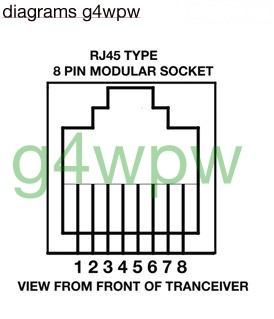 diagrams g4wpw
RJ45 TYPE
8 PIN MODULAR SOCKET
g4wpw
1 2 3 4 5 6 7 8
VIEW FROM FRONT OF TRANCEIVER